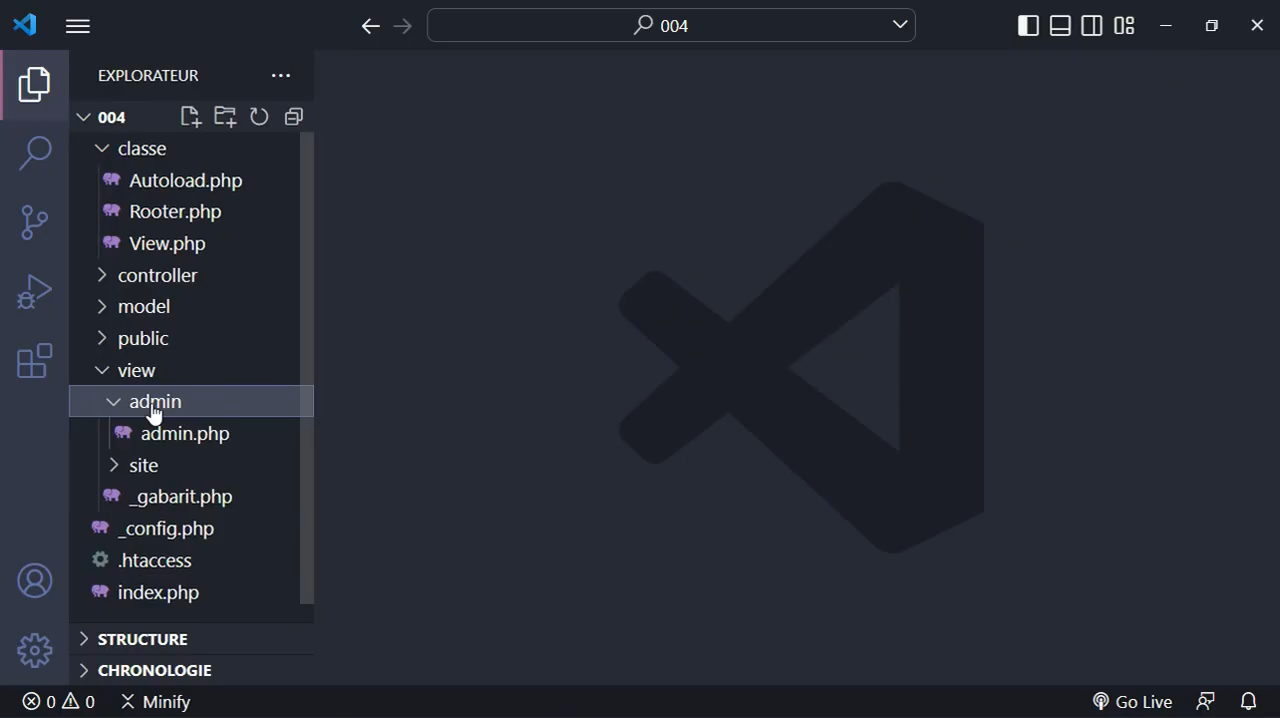 004
EXPLORATEUR
004
classe
Autoload.php
Rooter.php
View.php
controller
model
public
view
admin
admin.php
site
_gabarit.php
_config.php
.htaccess
index.php
STRUCTURE
CHRONOLOGIE
0 0 Minify Go Live